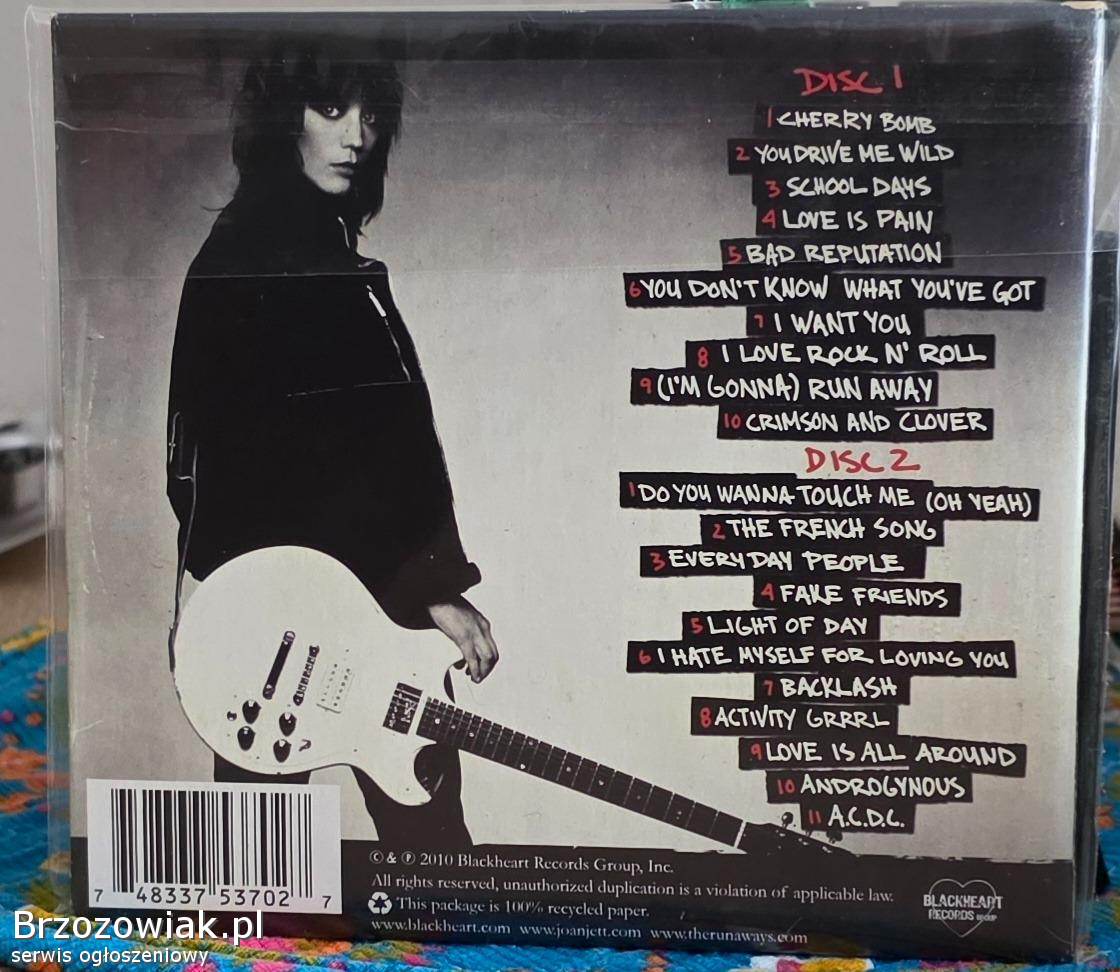 DISC 1
1 CHERRY BOMB
2 YOU DRIVE ME WILD
3 SCHOOL DAYS
4 LOVE IS PAIN
5 BAD REPUTATION
6 YOU DON'T KNOW WHAT YOU'VE GOT
7 I WANT YOU
8 I LOVE ROCK N' ROLL
9 (I'M GONNA) RUN AWAY
10 CRIMSON AND CLOVER
DISC 2
1 DO YOU WANNA TOUCH ME (OH YEAH)
2 THE FRENCH SONG
3 EVERYDAY PEOPLE
4 FAKE FRIENDS
5 LIGHT OF DAY
6 I HATE MYSELF FOR LOVING YOU
7 BACKLASH
8 ACTIVITY GRRRL
9 LOVE IS ALL AROUND
10 ANDROGYNOUS
11 A.C.D.C.
© & ℗ 2010 Blackheart Records Group, Inc.
All rights reserved, unauthorized duplication is a violation of applicable law.
This package is 100% recycled paper.
www.blackheart.com www.joanjett.com www.therunaways.com
BLACKHEART
RECORDS GROUP
7 48337 53702 7
Brzozowiak.pl
serwis ogłoszeniowy